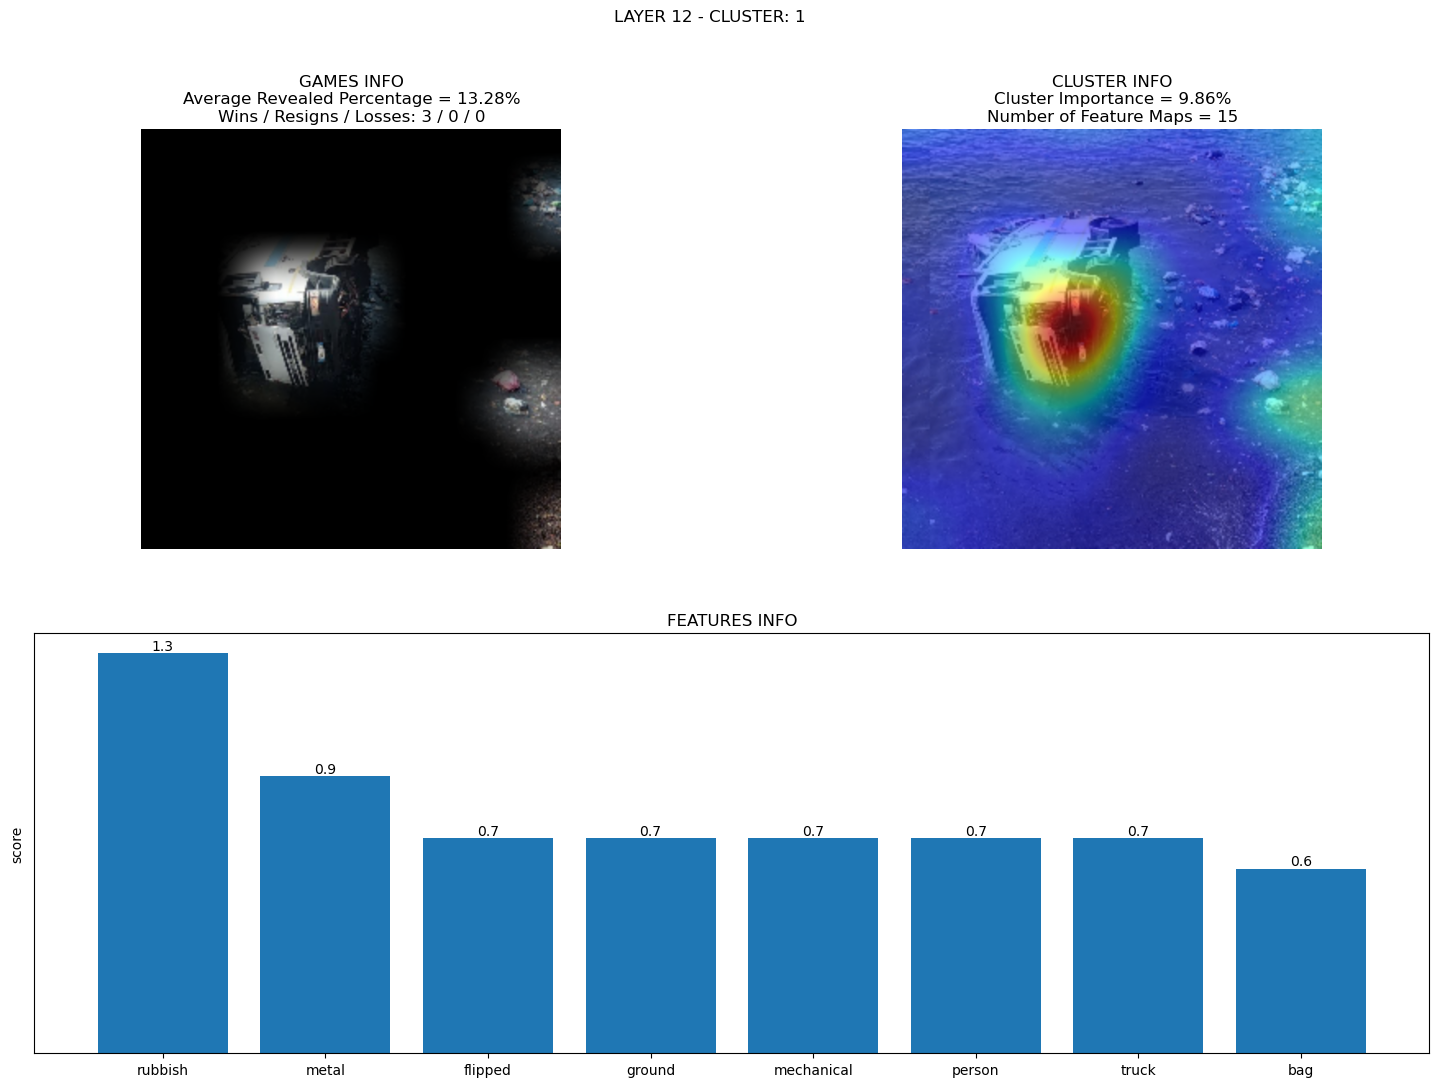 LAYER 12 - CLUSTER: 1
GAMES INFO
Average Revealed Percentage = 13.28%
Wins / Resigns / Losses: 3 / 0 / 0
CLUSTER INFO
Cluster Importance = 9.86%
Number of Feature Maps = 15
FEATURES INFO
score
1.3
0.9
0.7
0.7
0.7
0.7
0.7
0.6
rubbish
metal
flipped
ground
mechanical
person
truck
bag